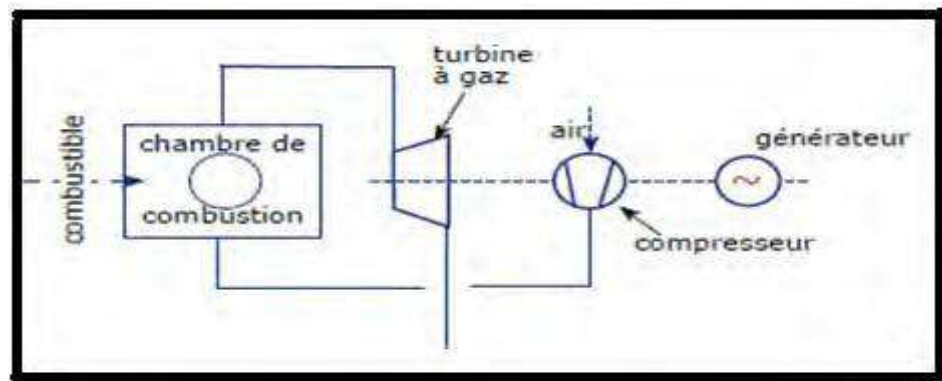 turbine
à gaz
combustible
chambre de
combustion
air
générateur
compresseur